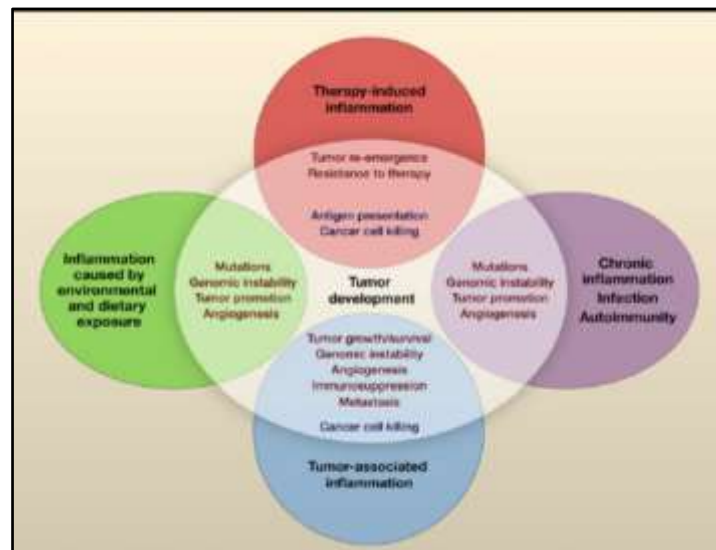 Therapy-induced
inflammation
Tumor re-emergence
Resistance to therapy
Antigen presentation
Cancer cell killing
Inflammation
caused by
environmental
and dietary
exposure
Mutations
Genomic instability
Tumor promotion
Angiogenesis
Tumor
development
Mutations
Genomic instability
Tumor promotion
Angiogenesis
Chronic
inflammation
Infection
Autoimmunity
Tumor growth/survival
Genomic instability
Angiogenesis
Immunosuppression
Metastasis
Cancer cell killing
Tumor-associated
inflammation